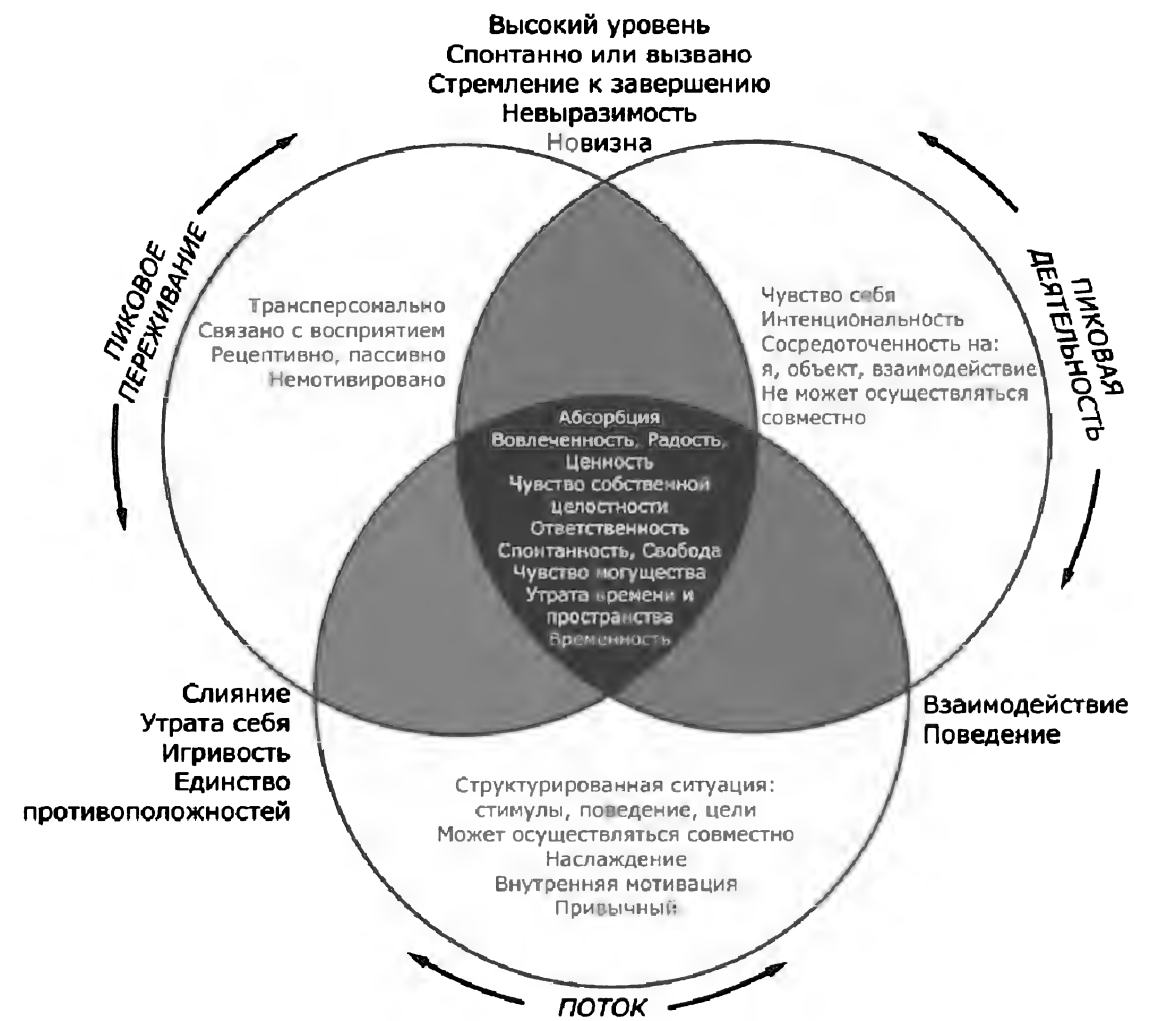 Высокий уровень
Спонтанно или вызвано
Стремление к завершению
Невыразимость
Новизна
ПИКОВОЕ
ПЕРЕЖИВАНИЕ
ПИКОВАЯ
ДЕЯТЕЛЬНОСТЬ
Трансперсонально
Связано с восприятием
Рецептивно, пассивно
Немотивировано
Чувство себя
Интенциональность
Сосредоточенность на:
я, объект, взаимодействие
Не может осуществляться
совместно
Абсорбция
Вовлеченность, Радость,
Ценность
Чувство собственной
целостности
Ответственность
Спонтанность, Свобода
Чувство могущества
Утрата времени и
пространства
Временность
Слияние
Утрата себя
Игривость
Единство
противоположностей
Взаимодействие
Поведение
Структурированная ситуация:
стимулы, поведение, цели
Может осуществляться совместно
Наслаждение
Внутренняя мотивация
Привычный
ПОТОК